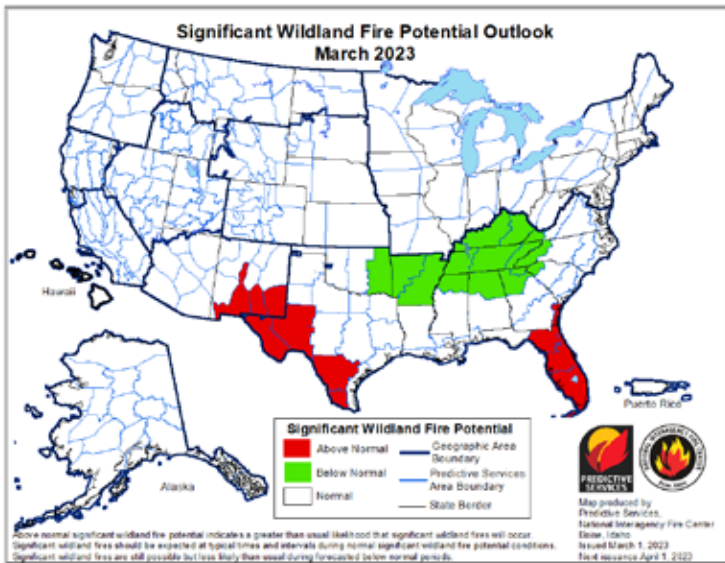 Significant Wildland Fire Potential Outlook
March 2023
Hawaii
Puerto Rico
Alaska
Significant Wildland Fire Potential
Above Normal
Below Normal
Normal
Geographic Area
Boundary
Predictive Services
Area Boundary
State Border
PREDICTIVE
SERVICES
Map produced by
Predictive Services,
National Interagency Fire Center
Boise, Idaho
Issued March 1, 2023
Next issuance April 1, 2023
Above normal significant wildland fire potential indicates a greater than usual likelihood that significant wildland fires will occur.
Significant wildland fires should be expected at typical times and intervals during normal significant wildland fire potential conditions.
Significant wildland fires are still possible but less likely than usual during forecasted below normal periods.